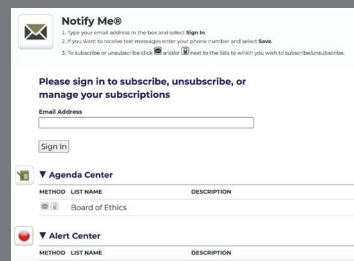 Notify Me®
1. Type your email address in the box and select Sign In.
2. If you want to receive text messages enter your phone number and select Save.
3. To subscribe or unsubscribe click and/or next to the lists to which you wish to subscribe/unsubscribe.
Please sign in to subscribe, unsubscribe, or
manage your subscriptions
Email Address
Sign In
▼ Agenda Center
METHOD LIST NAME DESCRIPTION
Board of Ethics
▼ Alert Center
METHOD LIST NAME DESCRIPTION